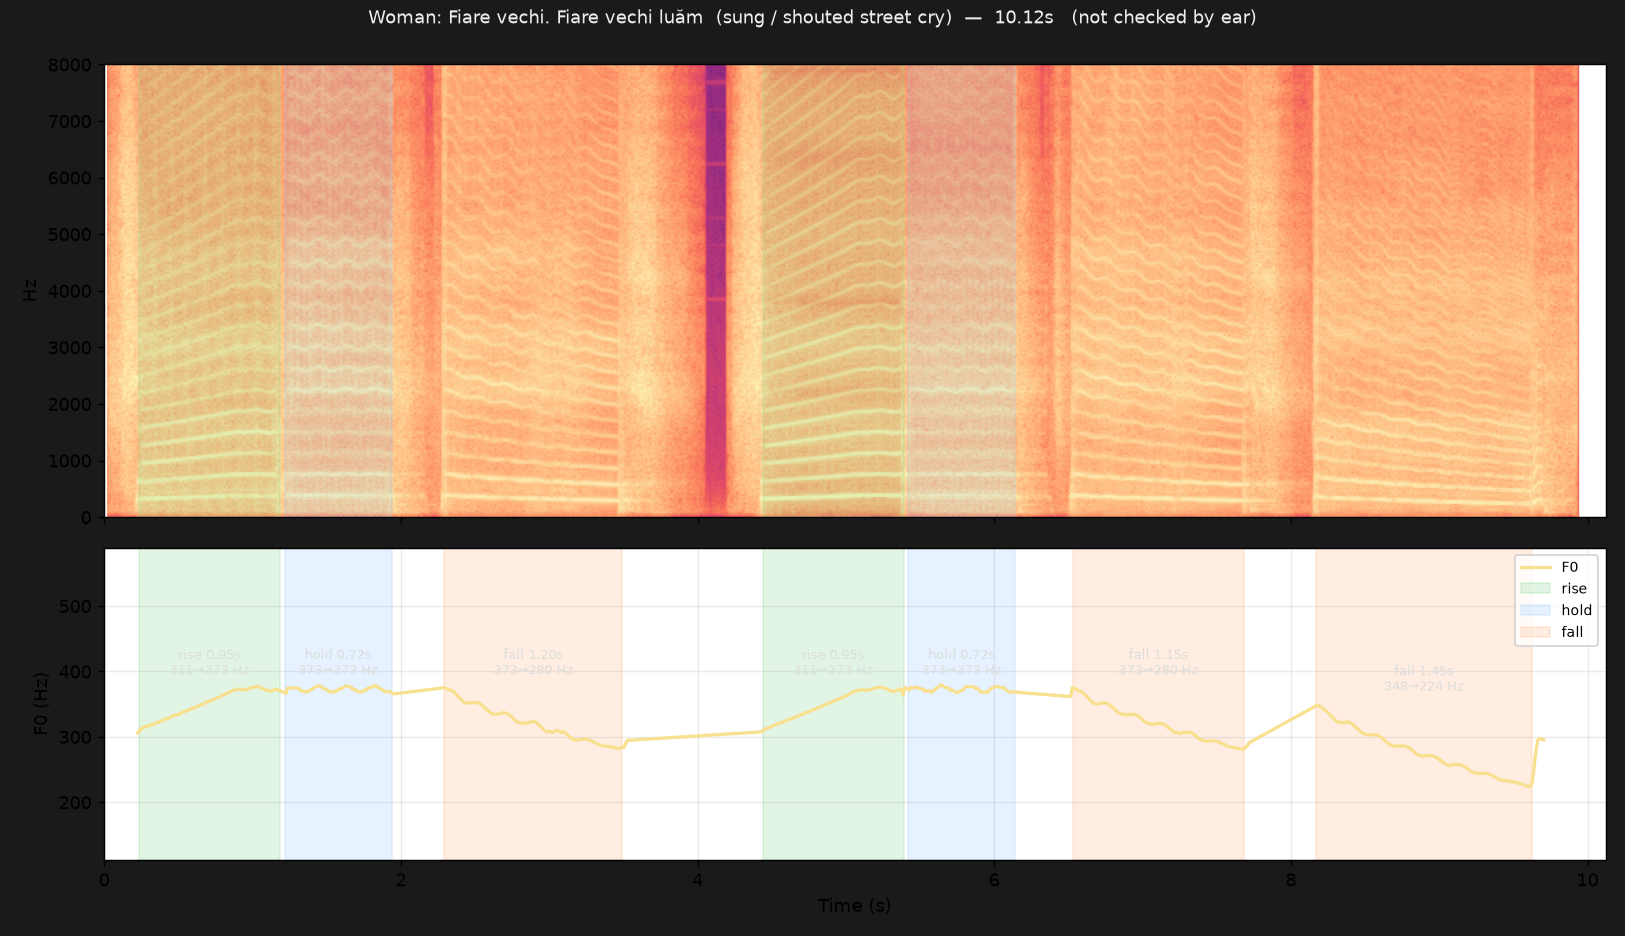 Woman: Fiare vechi. Fiare vechi luăm  (sung / shouted street cry)  —  10.12s   (not checked by ear)
8000
7000
6000
5000
4000
3000
2000
1000
0
Hz
500
400
300
200
F0 (Hz)
rise 0.95s
311→373 Hz
hold 0.72s
373→373 Hz
fall 1.20s
373→280 Hz
rise 0.95s
311→373 Hz
hold 0.72s
373→373 Hz
fall 1.15s
373→280 Hz
fall 1.45s
348→224 Hz
F0
rise
hold
fall
0 2 4 6 8 10
Time (s)